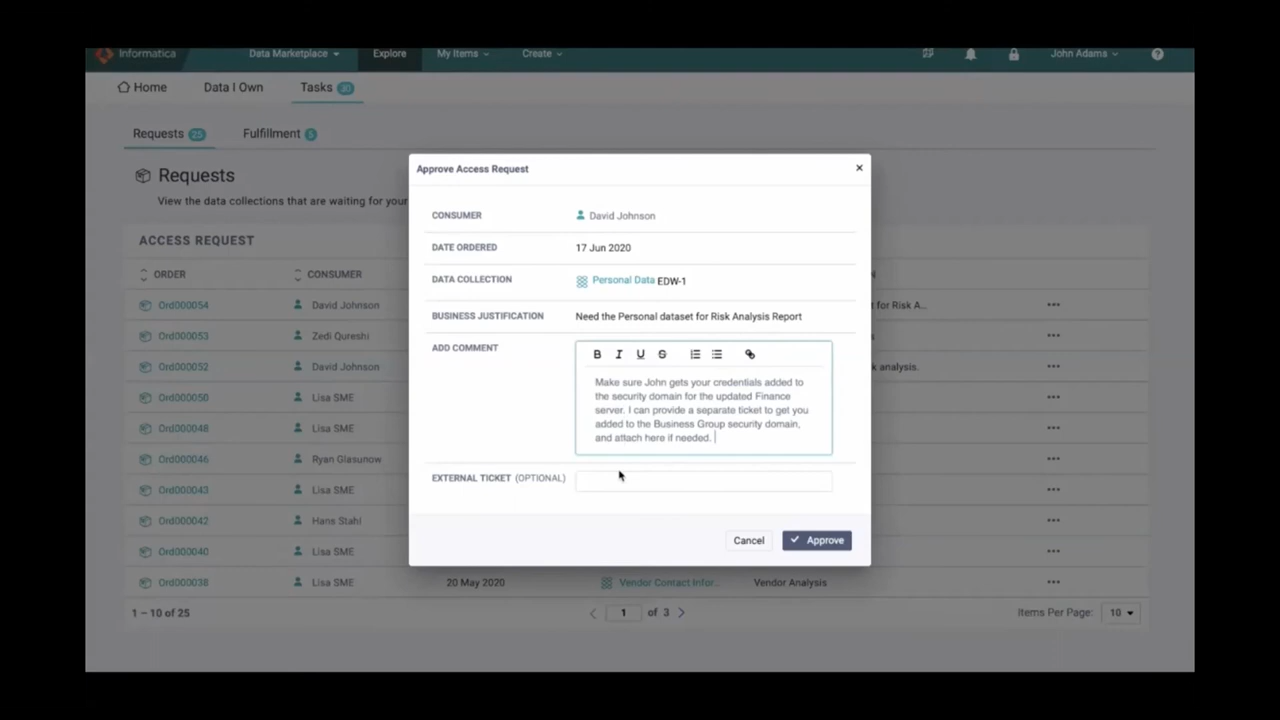 Informatica Data Marketplace Explore My Items Create John Adams ?
Home Data I Own Tasks 30
Requests 25 Fulfillment 5
Requests
View the data collections that are waiting for your
ACCESS REQUEST
ORDER CONSUMER
Ord000054 David Johnson t for Risk A...
Ord000053 Zedi Qureshi
Ord000052 David Johnson k analysis.
Ord000050 Lisa SME
Ord000048 Lisa SME
Ord000046 Ryan Glasunow
Ord000043 Lisa SME
Ord000042 Hans Stahl
Ord000040 Lisa SME
Ord000038 Lisa SME 20 May 2020 Vendor Contact Infor... Vendor Analysis
1 – 10 of 25 1 of 3 Items Per Page: 10
Approve Access Request ×
CONSUMER David Johnson
DATE ORDERED 17 Jun 2020
DATA COLLECTION Personal Data EDW-1
BUSINESS JUSTIFICATION Need the Personal dataset for Risk Analysis Report
ADD COMMENT
B I U S
Make sure John gets your credentials added to
the security domain for the updated Finance
server. I can provide a separate ticket to get you
added to the Business Group security domain,
and attach here if needed.
EXTERNAL TICKET (OPTIONAL)
Cancel Approve